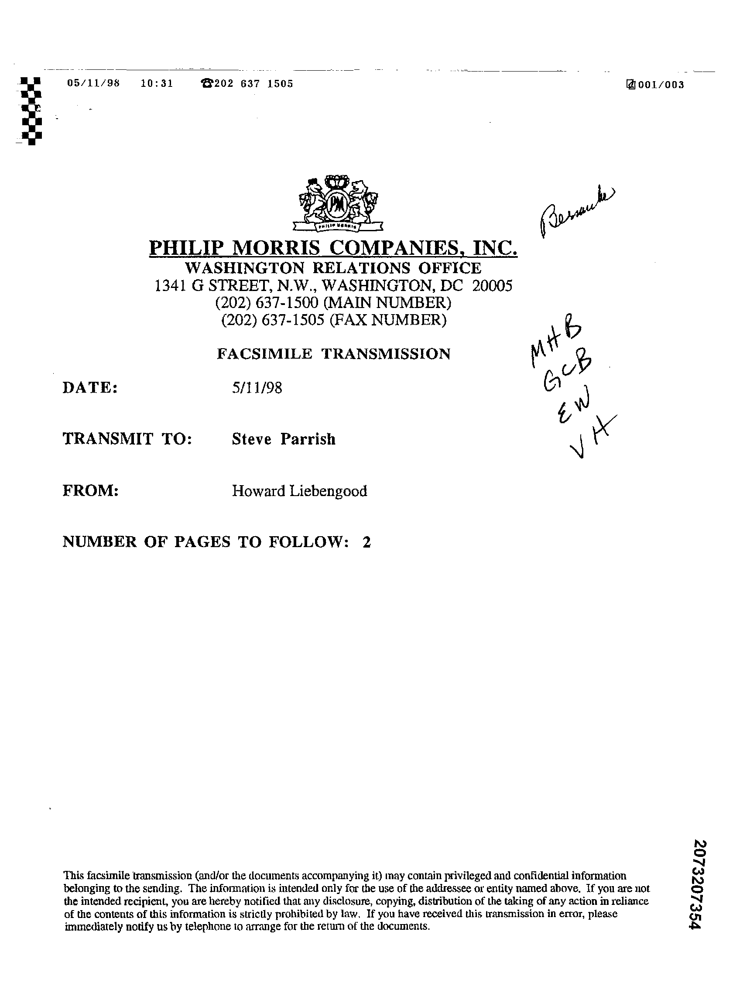 05/11/98 10:31 ☎202 637 1505 001/003
PM
PHILIP MORRIS
PHILIP MORRIS COMPANIES, INC.
WASHINGTON RELATIONS OFFICE
1341 G STREET, N.W., WASHINGTON, DC 20005
(202) 637-1500 (MAIN NUMBER)
(202) 637-1505 (FAX NUMBER)
FACSIMILE TRANSMISSION
MHB
GCB
EW
VH
DATE: 5/11/98
TRANSMIT TO: Steve Parrish
FROM: Howard Liebengood
NUMBER OF PAGES TO FOLLOW: 2
This facsimile transmission (and/or the documents accompanying it) may contain privileged and confidential information
belonging to the sending. The information is intended only for the use of the addressee or entity named above. If you are not
the intended recipient, you are hereby notified that any disclosure, copying, distribution of the taking of any action in reliance
of the contents of this information is strictly prohibited by law. If you have received this transmission in error, please
immediately notify us by telephone to arrange for the return of the documents.
2073207354